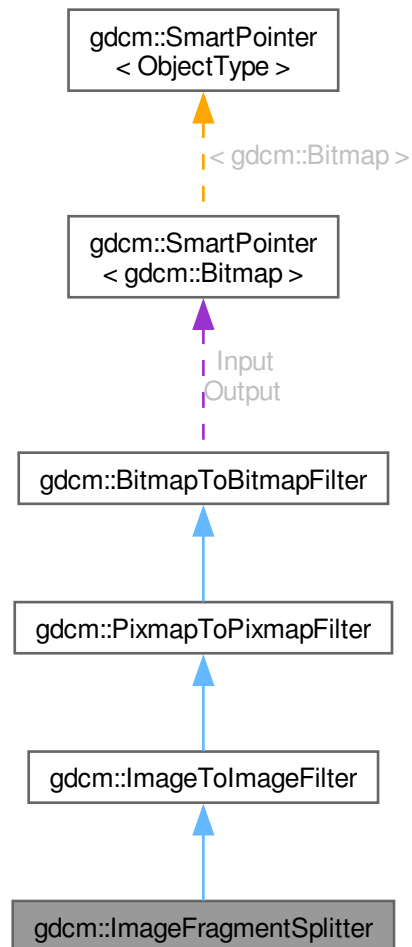 gdcm::SmartPointer
< ObjectType >
< gdcm::Bitmap >
gdcm::SmartPointer
< gdcm::Bitmap >
Input
Output
gdcm::BitmapToBitmapFilter
gdcm::PixmapToPixmapFilter
gdcm::ImageToImageFilter
gdcm::ImageFragmentSplitter